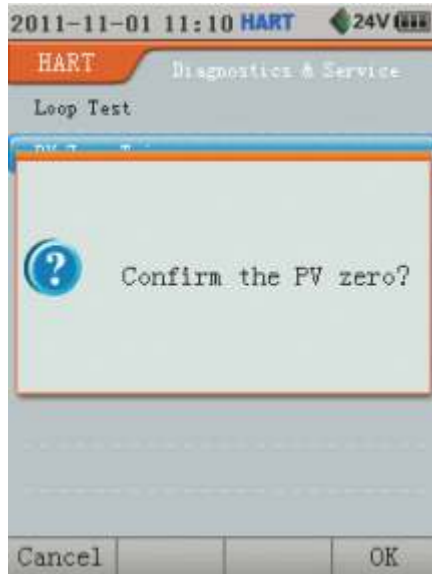 2011-11-01 11:10 HART 24V
HART
Diagnostics & Service
Loop Test
Confirm the PV zero?
Cancel
OK